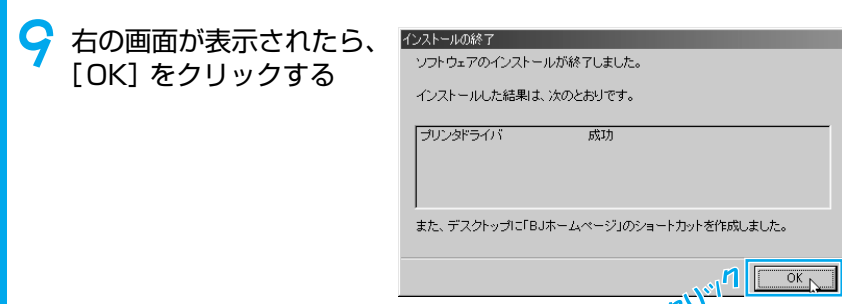 9 右の画面が表示されたら、
[OK] をクリックする
インストールの終了
ソフトウェアのインストールが終了しました。
インストールした結果は、次のとおりです。
プリンタドライバ 成功
また、デスクトップに「BJホームページ」のショートカットを作成しました。
OK
クリック